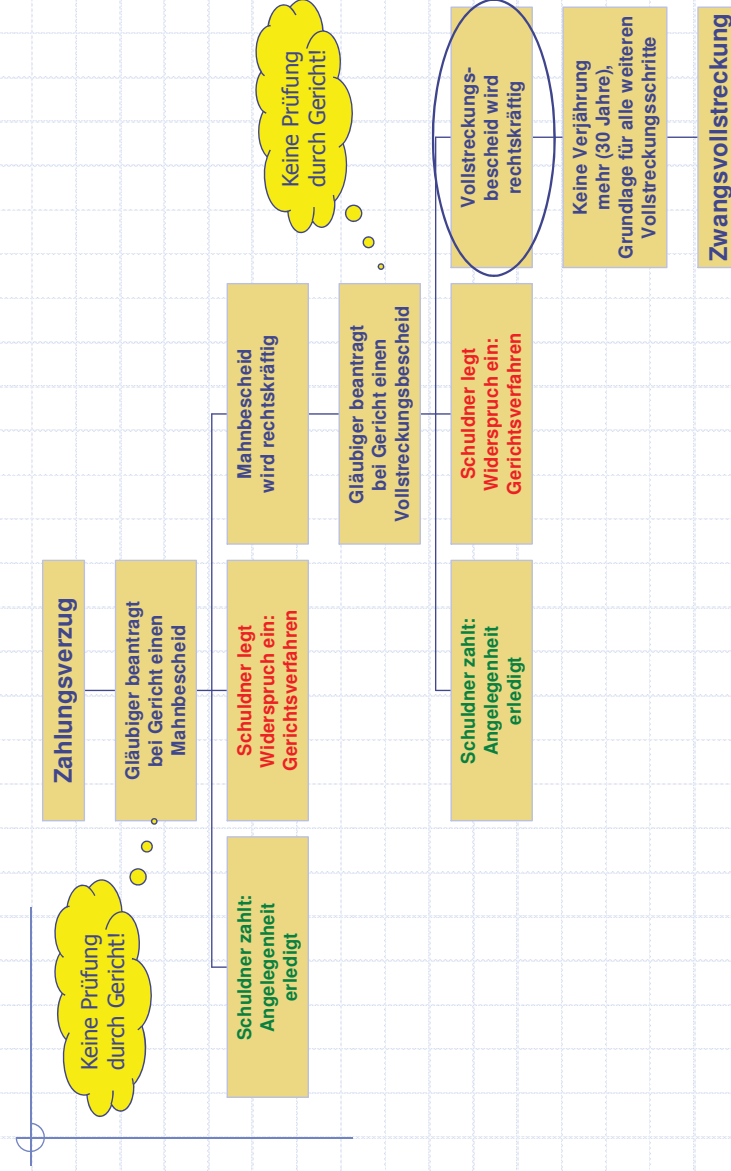 Zahlungsverzug
Keine Prüfung
durch Gericht!
Gläubiger beantragt
bei Gericht einen
Mahnbescheid
Schuldner zahlt:
Angelegenheit
erledigt
Schuldner legt
Widerspruch ein:
Gerichtsverfahren
Mahnbescheid
wird rechtskräftig
Keine Prüfung
durch Gericht!
Gläubiger beantragt
bei Gericht einen
Vollstreckungsbescheid
Schuldner zahlt:
Angelegenheit
erledigt
Schuldner legt
Widerspruch ein:
Gerichtsverfahren
Vollstreckungs-
bescheid wird
rechtskräftig
Keine Verjährung
mehr (30 Jahre),
Grundlage für alle weiteren
Vollstreckungsschritte
Zwangsvollstreckung